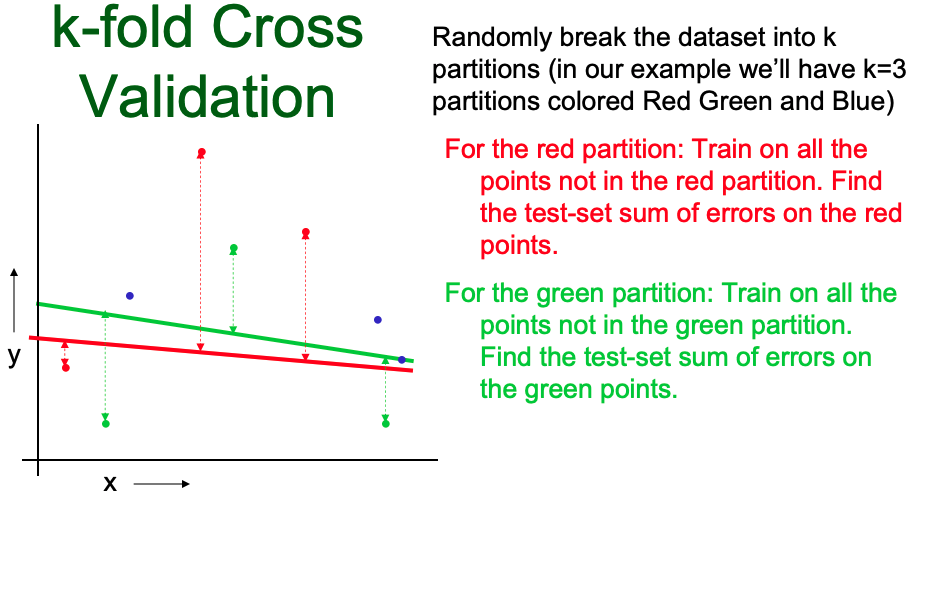 k-fold Cross
Validation
Randomly break the dataset into k
partitions (in our example we’ll have k=3
partitions colored Red Green and Blue)
For the red partition: Train on all the
points not in the red partition. Find
the test-set sum of errors on the red
points.
For the green partition: Train on all the
points not in the green partition.
Find the test-set sum of errors on
the green points.
y
x